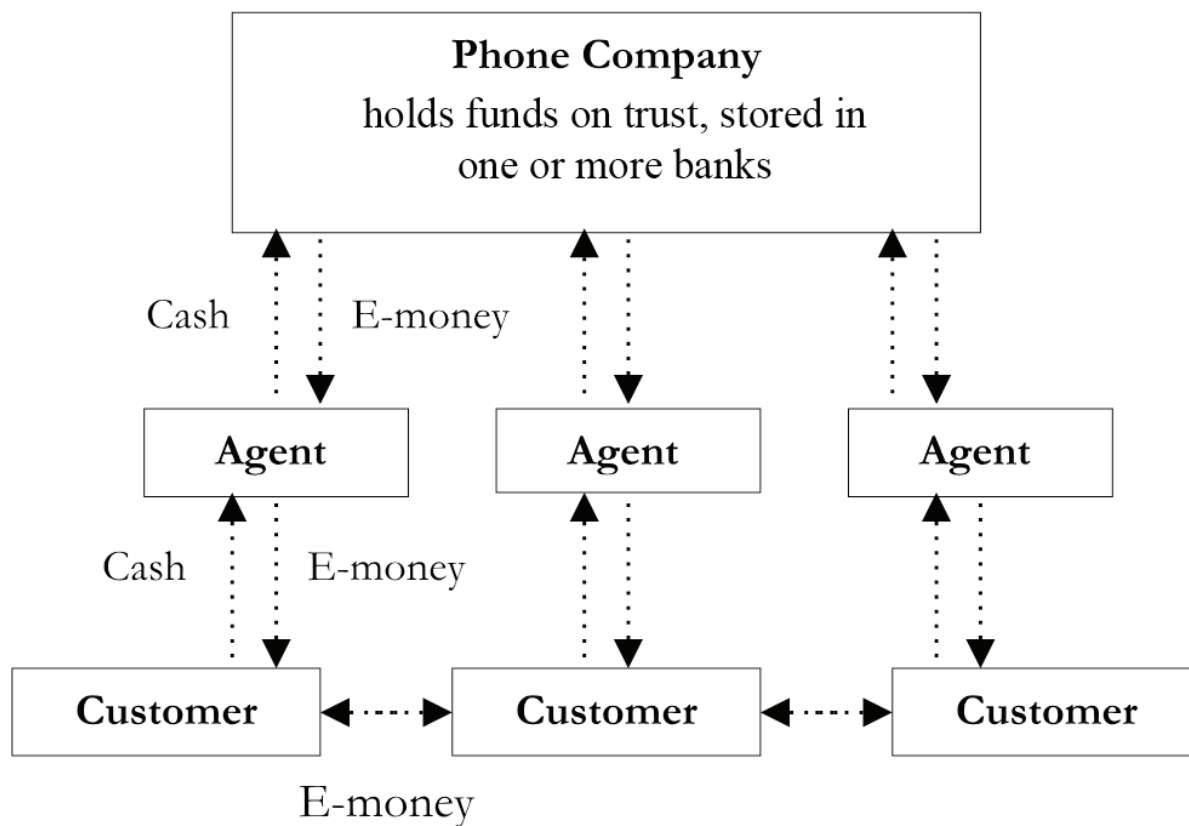 Phone Company
holds funds on trust, stored in
one or more banks
Cash
E-money
Agent
Agent
Agent
Cash
E-money
Customer
Customer
Customer
E-money